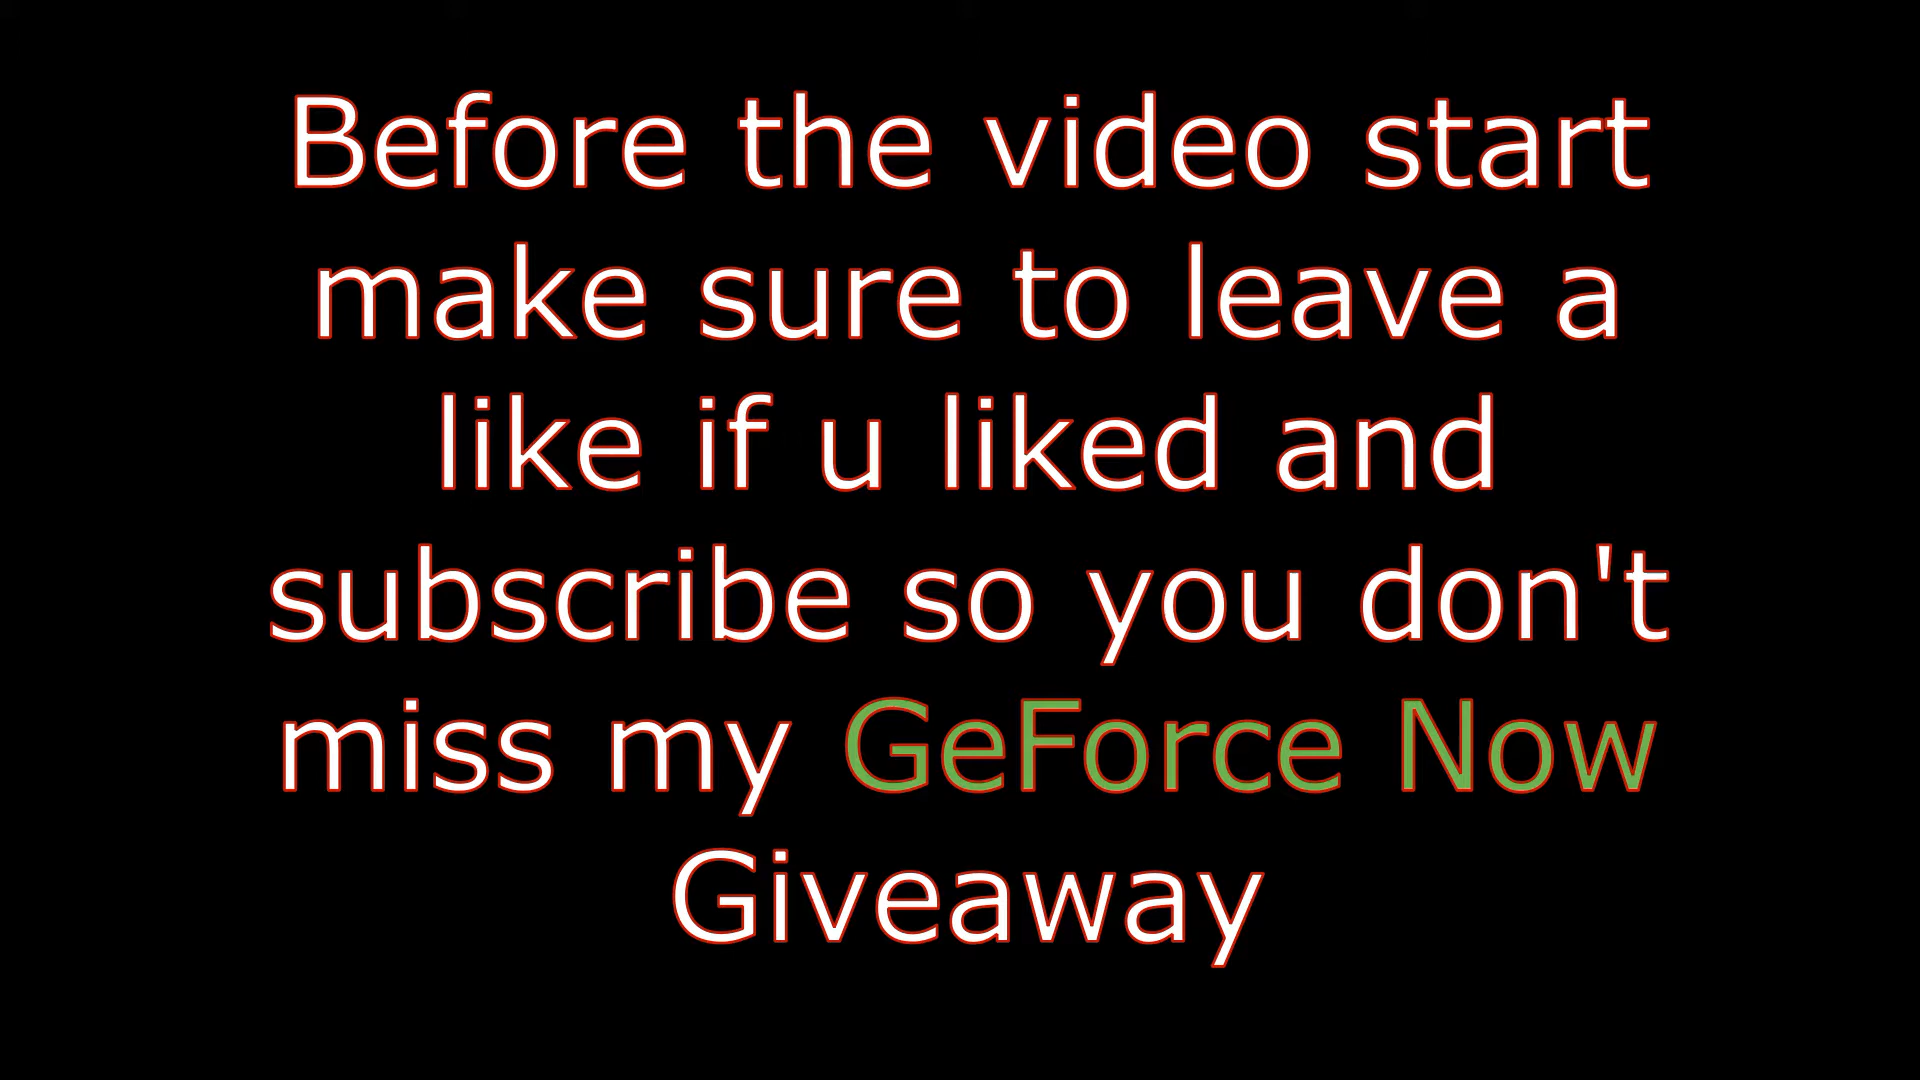 Before the video start
make sure to leave a
like if u liked and
subscribe so you don't
miss my GeForce Now
Giveaway